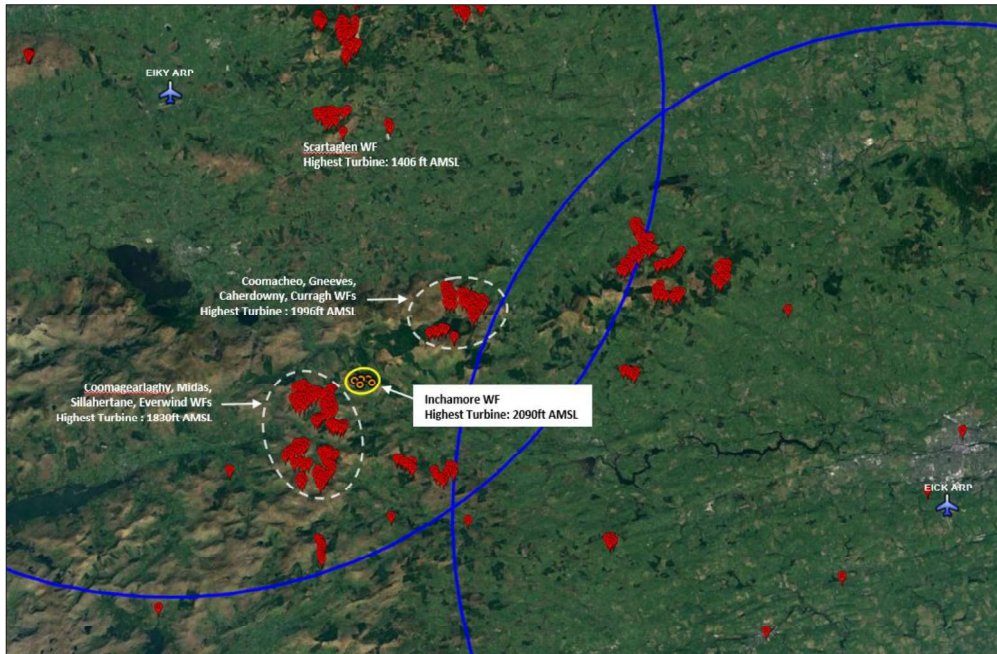 EIKY ARP
Scartaglen WF
Highest Turbine: 1406 ft AMSL
Coomacheo, Gneeves,
Caherdowny, Curragh WFs
Highest Turbine : 1996ft AMSL
Coomagearlaghy, Midas,
Sillahertane, Everwind WFs
Highest Turbine : 1830ft AMSL
Inchamore WF
Highest Turbine: 2090ft AMSL
EICK ARP